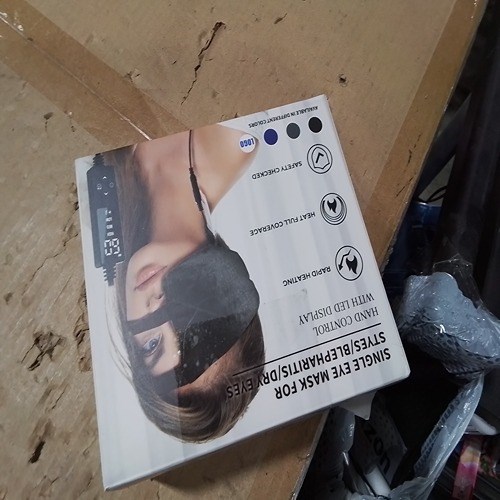 SINGLE EYE MASK FOR
STYES/BLEPHARITIS/DRY EYES
HAND CONTROL
WITH LED DISPLAY
RAPID HEATING
HEAT FULL COVERAGE
SAFETY CHECKED
AVAILABLE IN DIFFERENT COLORS
LOGO